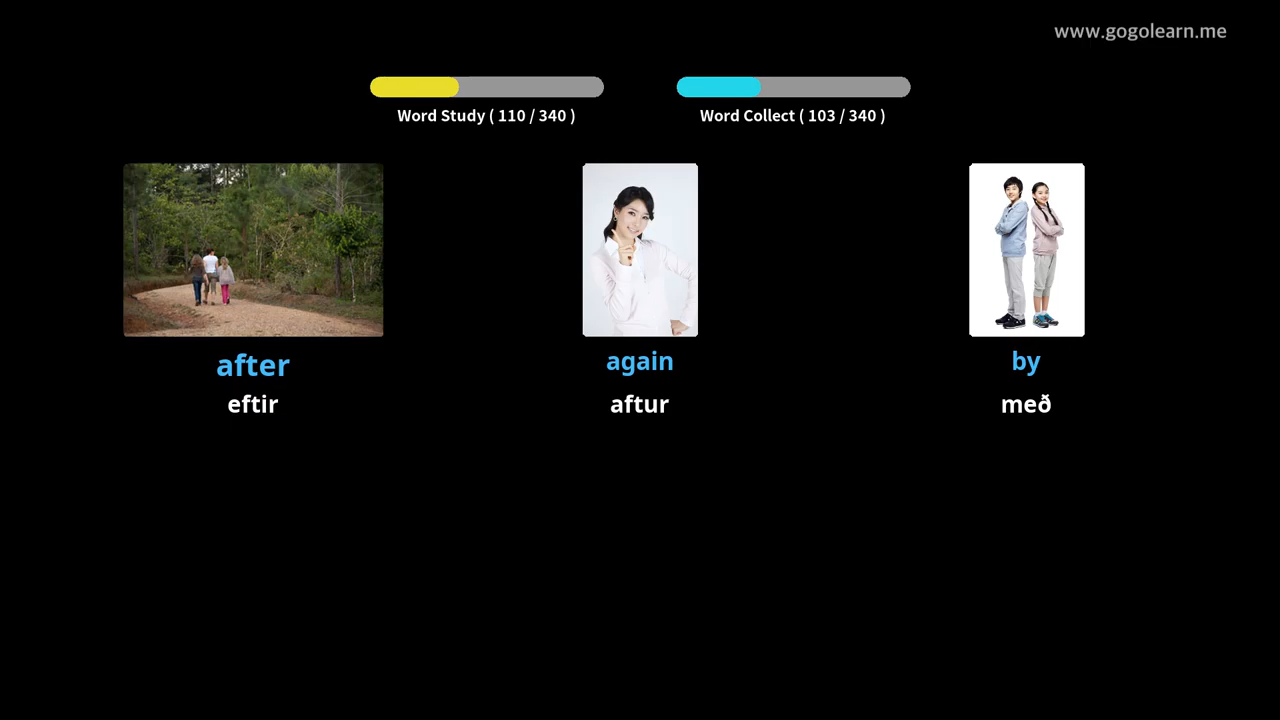 www.gogolearn.me
Word Study ( 110 / 340 )
Word Collect ( 103 / 340 )
after
again
by
eftir
aftur
með